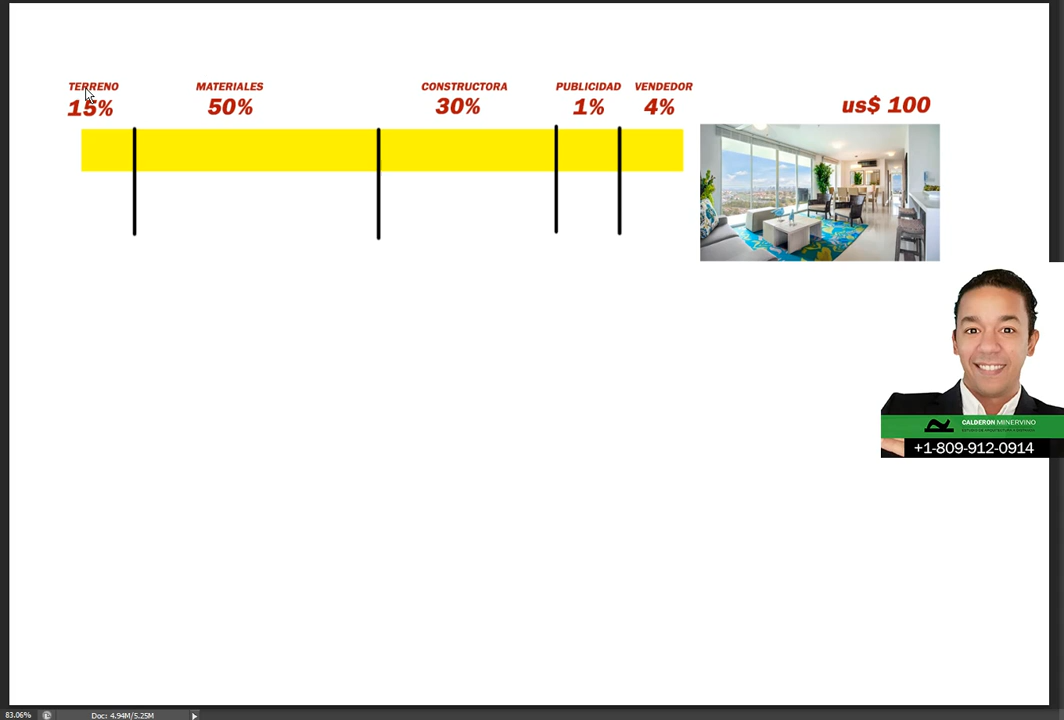 TERRENO
15%
MATERIALES
50%
CONSTRUCTORA
30%
PUBLICIDAD
1%
VENDEDOR
4%
us$ 100
CALDERON MINERVINO
+1-809-912-0914
83.06%
Doc: 4.94M/5.25M